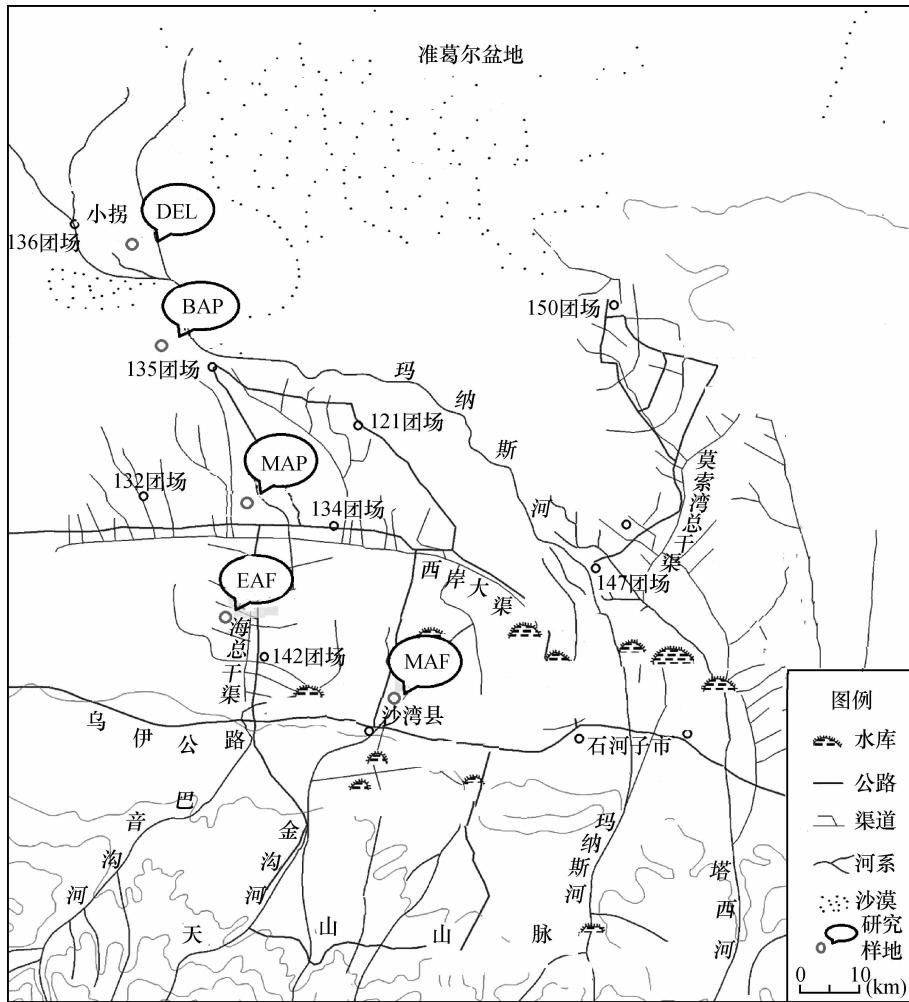 准葛尔盆地
小拐
DEL
136团场
BAP
150团场
135团场
玛纳斯河
121团场
MAP
132团场
134团场
莫索湾总干渠
西岸大渠
147团场
EAF
海总干渠
142团场
MAF
沙湾县
乌伊公路
石河子市
巴音沟河
金沟河
玛纳斯河
塔西河
天山山脉
图例
水库
公路
渠道
河系
沙漠
研究
样地
0 10 (km)